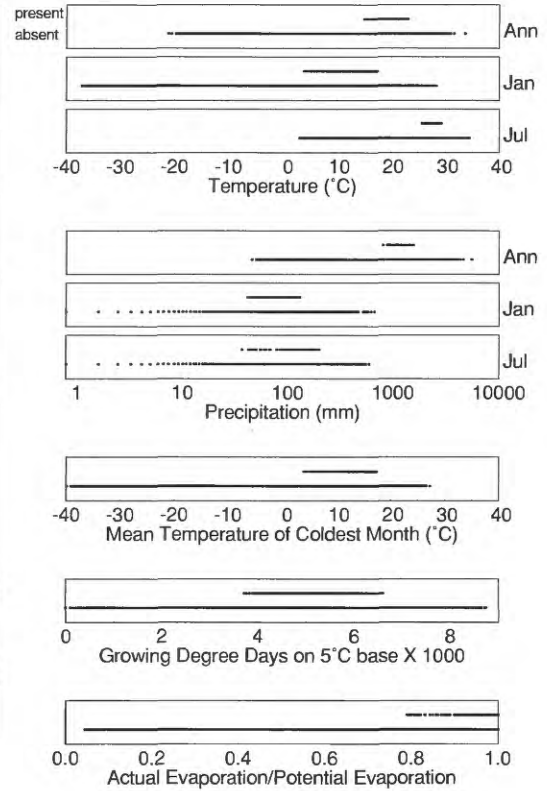 present
absent
Ann
Jan
Jul
-40 -30 -20 -10 0 10 20 30 40
Temperature (˚C)
Ann
Jan
Jul
1 10 100 1000 10000
Precipitation (mm)
-40 -30 -20 -10 0 10 20 30 40
Mean Temperature of Coldest Month (˚C)
0 2 4 6 8
Growing Degree Days on 5˚C base X 1000
0.0 0.2 0.4 0.6 0.8 1.0
Actual Evaporation/Potential Evaporation